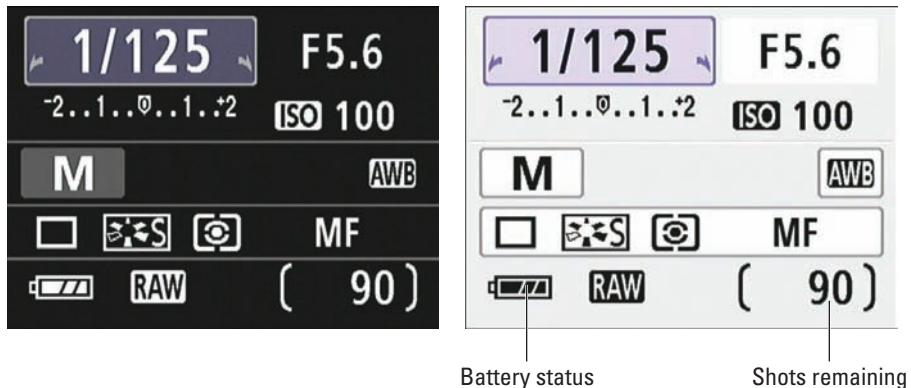 1/125 F5.6
-2..1..0..1..+2 ISO 100
M AWB
S MF
RAW ( 90 )
1/125 F5.6
-2..1..0..1..+2 ISO 100
M AWB
S MF
RAW ( 90 )
Battery status Shots remaining